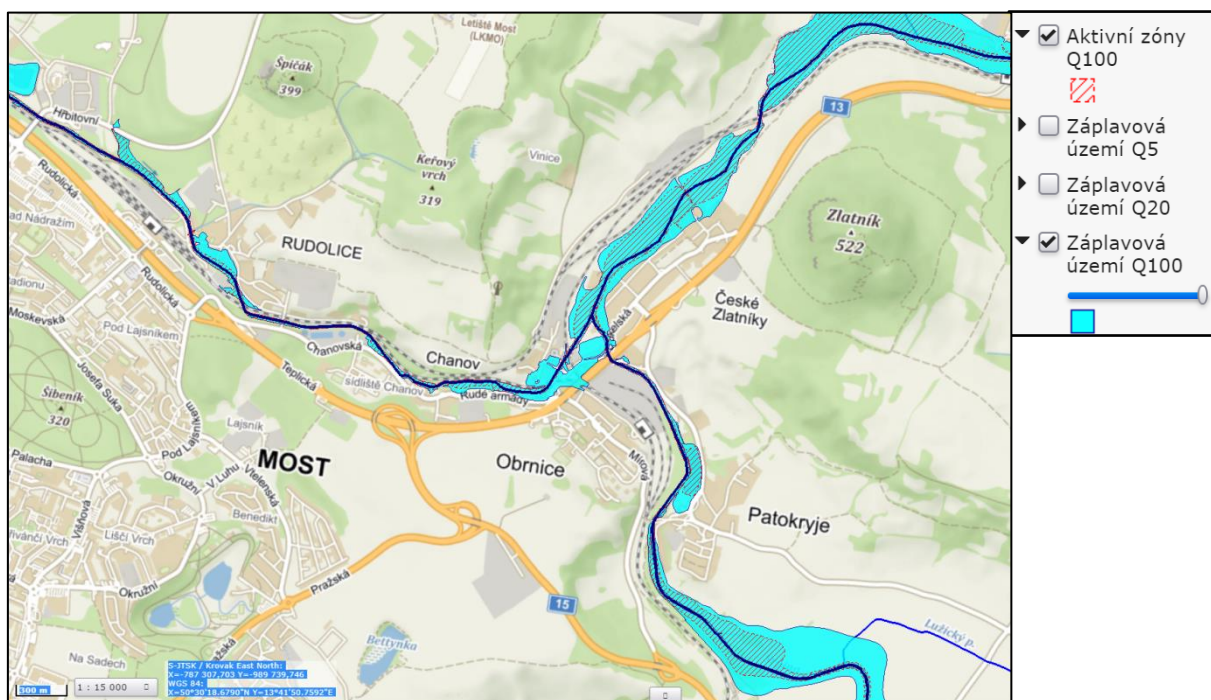 Letiště Most
(LKMO)
Špičák
399
Hřbitovní
Rudolická
Keřový
vrch
319
Vinice
13
Zlatník
522
ad Nádražím
RUDOLICE
Rudolická
Moskevská
Pod Lajsníkem
České
Zlatníky
Chanovská
Chanov
Teplická
sídliště Chanov
Rudé armády
Josefa Suka
Šibeník
320
Pod Lajsníkem
Lajsník
MOST
Obrnice
Mírová
Palacha
Okružní
V Luhu
Vtelenská
Višňová
Benedikt
Liščí Vrch
Patokryje
Okružní
Pražská
15
Lužický p.
Bettynka
Na Sadech
300 m
1 : 15 000
S-JTSK / Krovak East North:
X=-787 307,703 Y=-989 739,746
WGS 84:
X=50°30'18.6790"N Y=13°41'50.7592"E
Aktivní zóny
Q100
Záplavová
území Q5
Záplavová
území Q20
Záplavová
území Q100